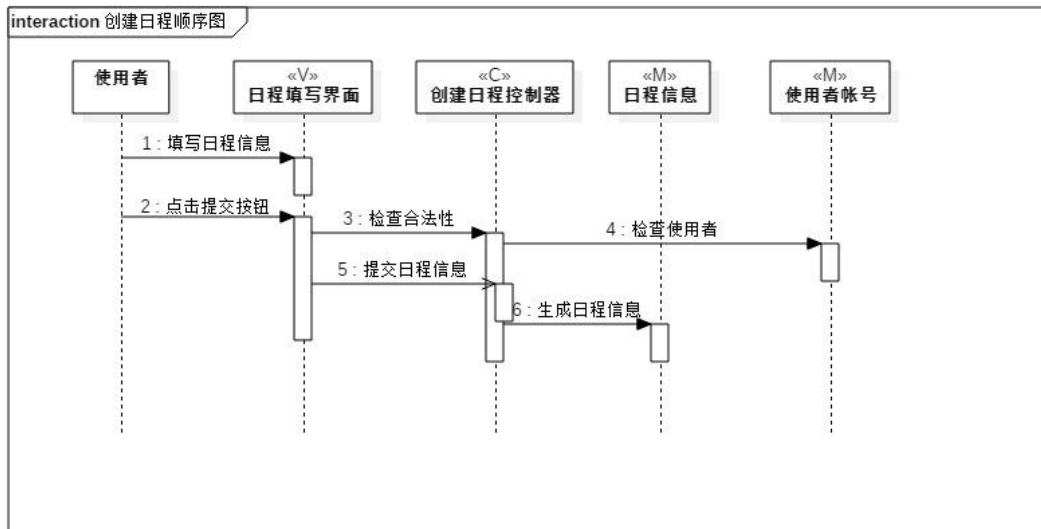 interaction 创建日程顺序图
使用者
«V»
日程填写界面
«C»
创建日程控制器
«M»
日程信息
«M»
使用者帐号
1 : 填写日程信息
2 : 点击提交按钮
3 : 检查合法性
4 : 检查使用者
5 : 提交日程信息
6 : 生成日程信息